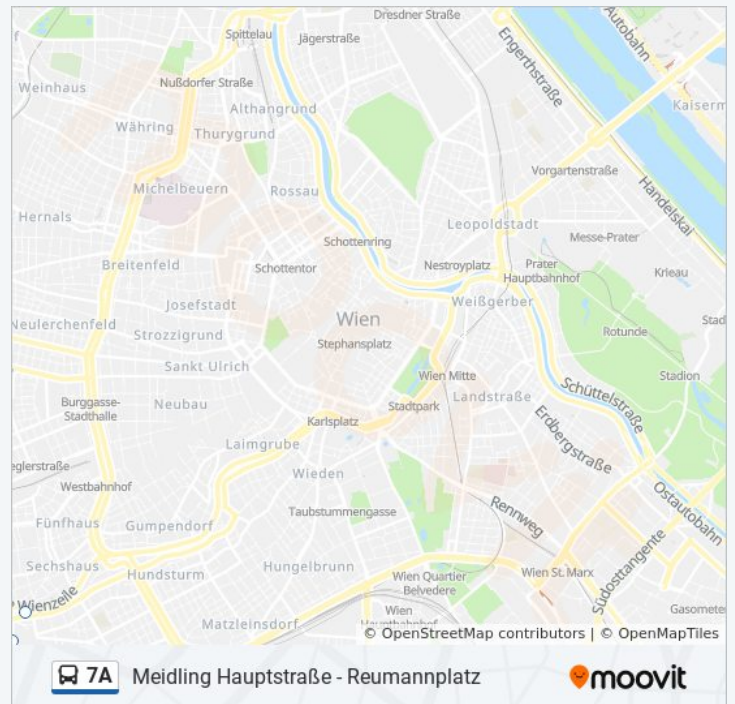 Dresdner Straße
Spittelau
Jägerstraße
Autobahn
Engerthstraße
Weinhaus
Nußdorfer Straße
Kaiserm
Althangrund
Währing
Thurygrund
Vorgartenstraße
Michelbeuern
Rossau
Handelskai
Hernals
Leopoldstadt
Messe-Prater
Schottenring
Breitenfeld
Schottentor
Nestroyplatz
Prater
Hauptbahnhof
Krieau
Josefstadt
Weißgerber
Neulerchenfeld
Wien
Stad
Strozzigrund
Rotunde
Stephansplatz
Sankt Ulrich
Wien Mitte
Stadion
Burggasse-
Stadthalle
Neubau
Stadtpark
Landstraße
Schüttelstraße
Karlsplatz
Erdbergstraße
Laimgrube
eglerstraße
Wieden
Westbahnhof
Ostautobahn
Taubstummengasse
Rennweg
Fünfhaus
Gumpendorf
Südosttangente
Sechshaus
Hundsturm
Hungelbrunn
Wien Quartier
Belvedere
Wien St. Marx
Wienzeile
Matzleinsdorf
Wien
Gasometer
© OpenStreetMap contributors | © OpenMapTiles
7A Meidling Hauptstraße - Reumannplatz
moovit